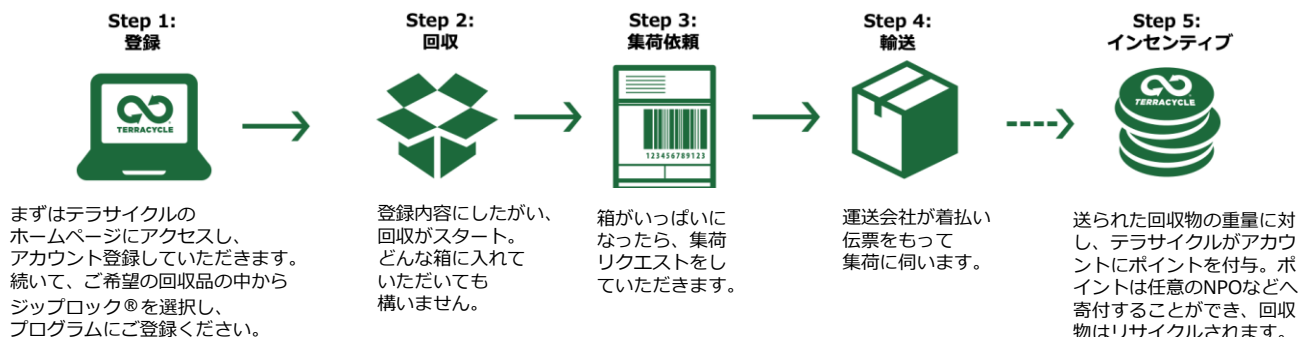 Step 1:
登録
TERRACYCLE
まずはテラサイクルの
ホームページにアクセスし、
アカウント登録していただきます。
続いて、ご希望の回収品の中から
ジップロック®を選択し、
プログラムにご登録ください。
Step 2:
回収
登録内容にしたがい、
回収がスタート。
どんな箱に入れて
いただいても
構いません。
Step 3:
集荷依頼
123456789123
箱がいっぱいに
なったら、集荷
リクエストをし
ていただきます。
Step 4:
輸送
運送会社が着払い
伝票をもって
集荷に伺います。
Step 5:
インセンティブ
TERRACYCLE
送られた回収物の重量に対
し、テラサイクルがアカウ
ントにポイントを付与。ポ
イントは任意のNPOなどへ
寄付することができ、回収
物はリサイクルされます。